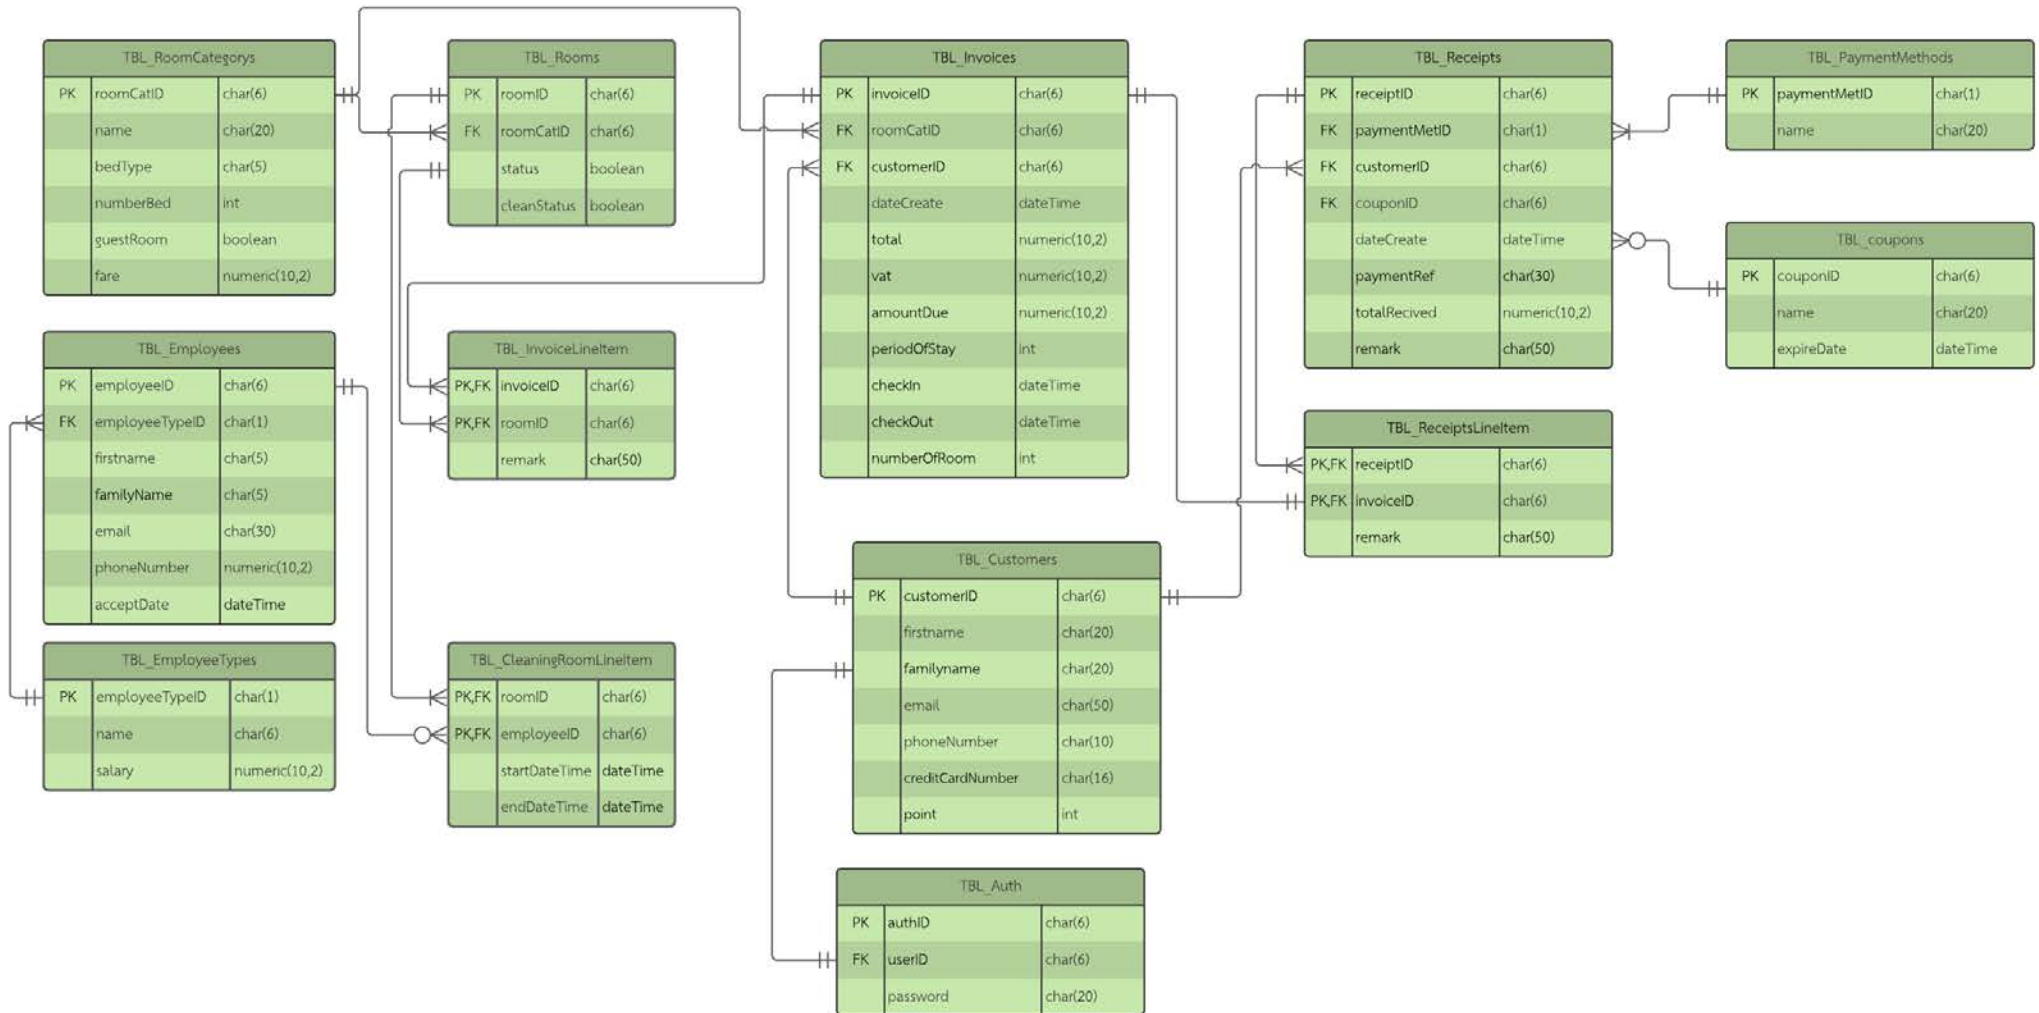 TBL_RoomCategorys
PK roomCatID char(6)
name char(20)
bedType char(5)
numberBed int
guestRoom boolean
fare numeric(10,2)
TBL_Rooms
PK roomID char(6)
FK roomCatID char(6)
status boolean
cleanStatus boolean
TBL_Invoices
PK invoiceID char(6)
FK roomCatID char(6)
FK customerID char(6)
dateCreate dateTime
total numeric(10,2)
vat numeric(10,2)
amountDue numeric(10,2)
periodOfStay int
checkIn dateTime
checkOut dateTime
numberOfRoom int
TBL_Receipts
PK receiptID char(6)
FK paymentMetID char(1)
FK customerID char(6)
FK couponID char(6)
dateCreate dateTime
paymentRef char(30)
totalRecived numeric(10,2)
remark char(50)
TBL_PaymentMethods
PK paymentMetID char(1)
name char(20)
TBL_coupons
PK couponID char(6)
name char(20)
expireDate dateTime
TBL_Employees
PK employeeID char(6)
FK employeeTypeID char(1)
firstname char(5)
familyName char(5)
email char(30)
phoneNumber numeric(10,2)
acceptDate dateTime
TBL_InvoiceLineItem
PK,FK invoiceID char(6)
PK,FK roomID char(6)
remark char(50)
TBL_ReceiptsLineItem
PK,FK receiptID char(6)
PK,FK invoiceID char(6)
remark char(50)
TBL_EmployeeTypes
PK employeeTypeID char(1)
name char(6)
salary numeric(10,2)
TBL_CleaningRoomLineItem
PK,FK roomID char(6)
PK,FK employeeID char(6)
startDateTime dateTime
endDateTime dateTime
TBL_Customers
PK customerID char(6)
firstname char(20)
familyname char(20)
email char(50)
phoneNumber char(10)
creditCardNumber char(16)
point int
TBL_Auth
PK authID char(6)
FK userID char(6)
password char(20)